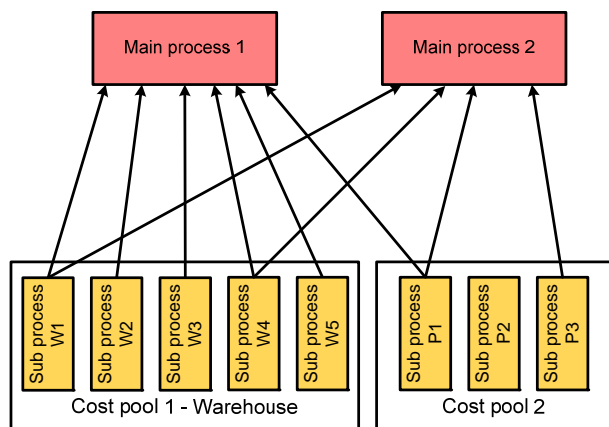 Main process 1
Main process 2
Sub process
W1
Sub process
W2
Sub process
W3
Sub process
W4
Sub process
W5
Sub process
P1
Sub process
P2
Sub process
P3
Cost pool 1 - Warehouse
Cost pool 2